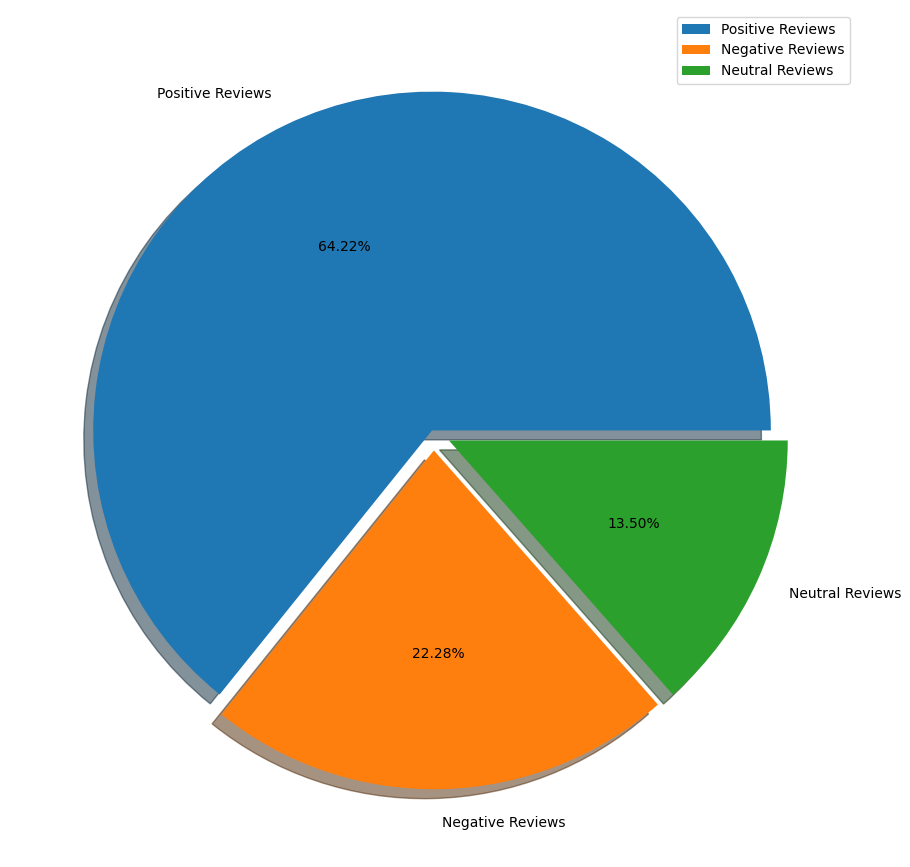 Positive Reviews
Negative Reviews
Neutral Reviews
Positive Reviews
64.22%
13.50%
Neutral Reviews
22.28%
Negative Reviews